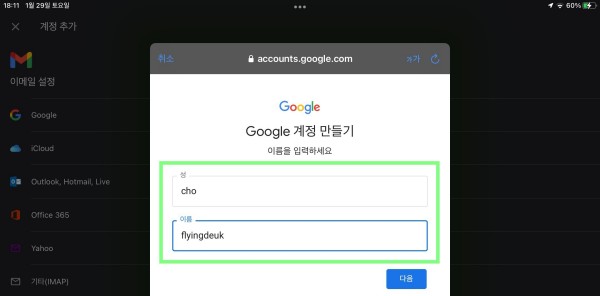 18:11 1월 29일 토요일
60%
계정 추가
이메일 설정
Google
iCloud
Outlook, Hotmail, Live
Office 365
Yahoo
기타(IMAP)
취소
accounts.google.com
가가
Google
Google 계정 만들기
이름을 입력하세요
성
cho
이름
flyingdeuk
다음